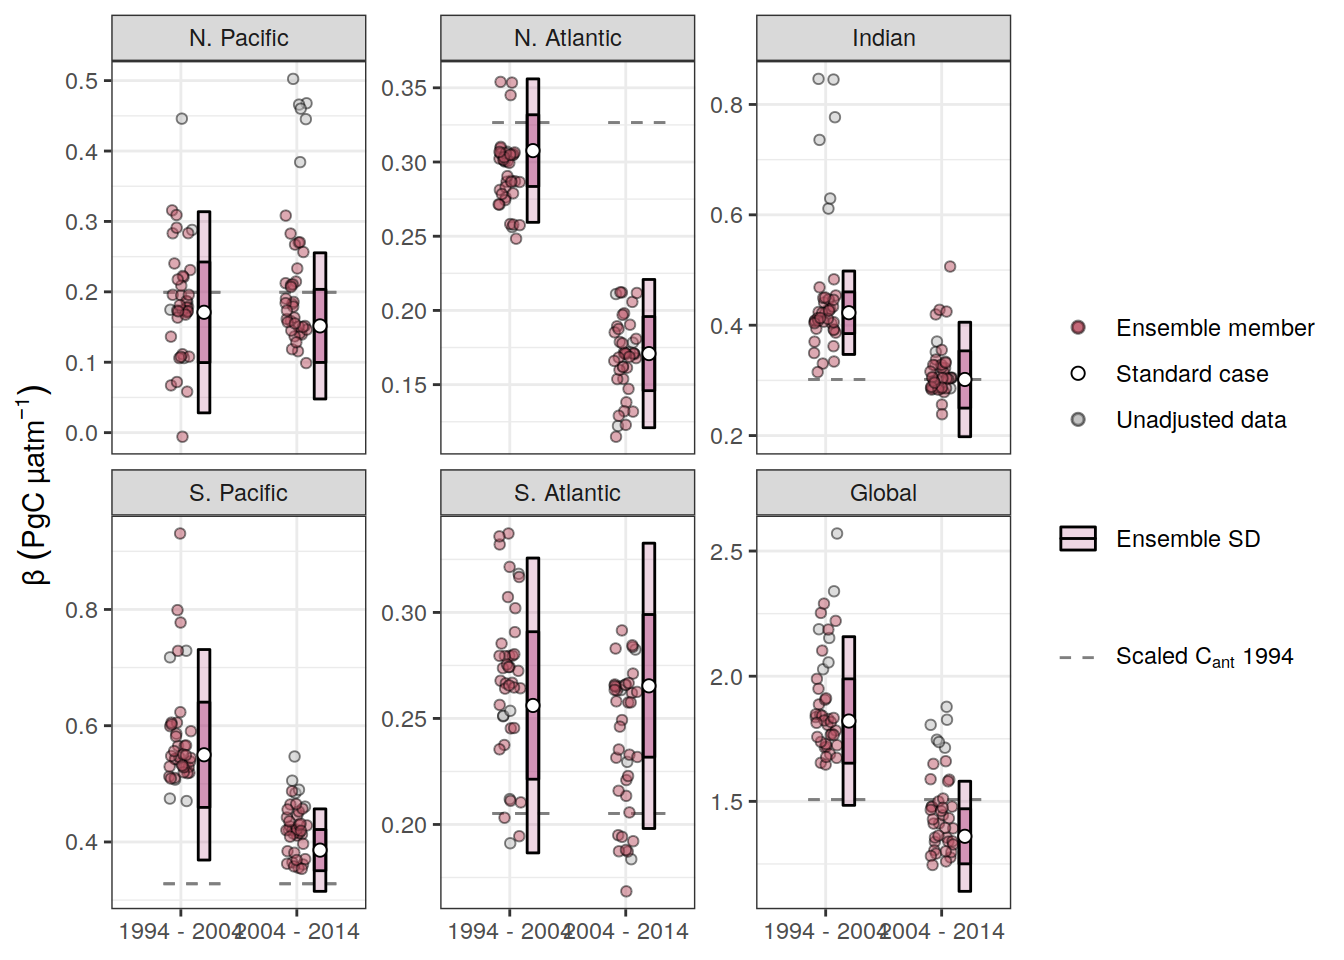 N. Pacific
N. Atlantic
Indian
0.5
0.4
0.3
0.2
0.1
0.0
0.35
0.30
0.25
0.20
0.15
0.8
0.6
0.4
0.2
S. Pacific
S. Atlantic
Global
0.8
0.6
0.4
0.30
0.25
0.20
2.5
2.0
1.5
1994 - 2004
2004 - 2014
1994 - 2004
2004 - 2014
1994 - 2004
2004 - 2014
β (PgC µatm⁻¹)
Ensemble member
Standard case
Unadjusted data
Ensemble SD
Scaled Cant 1994